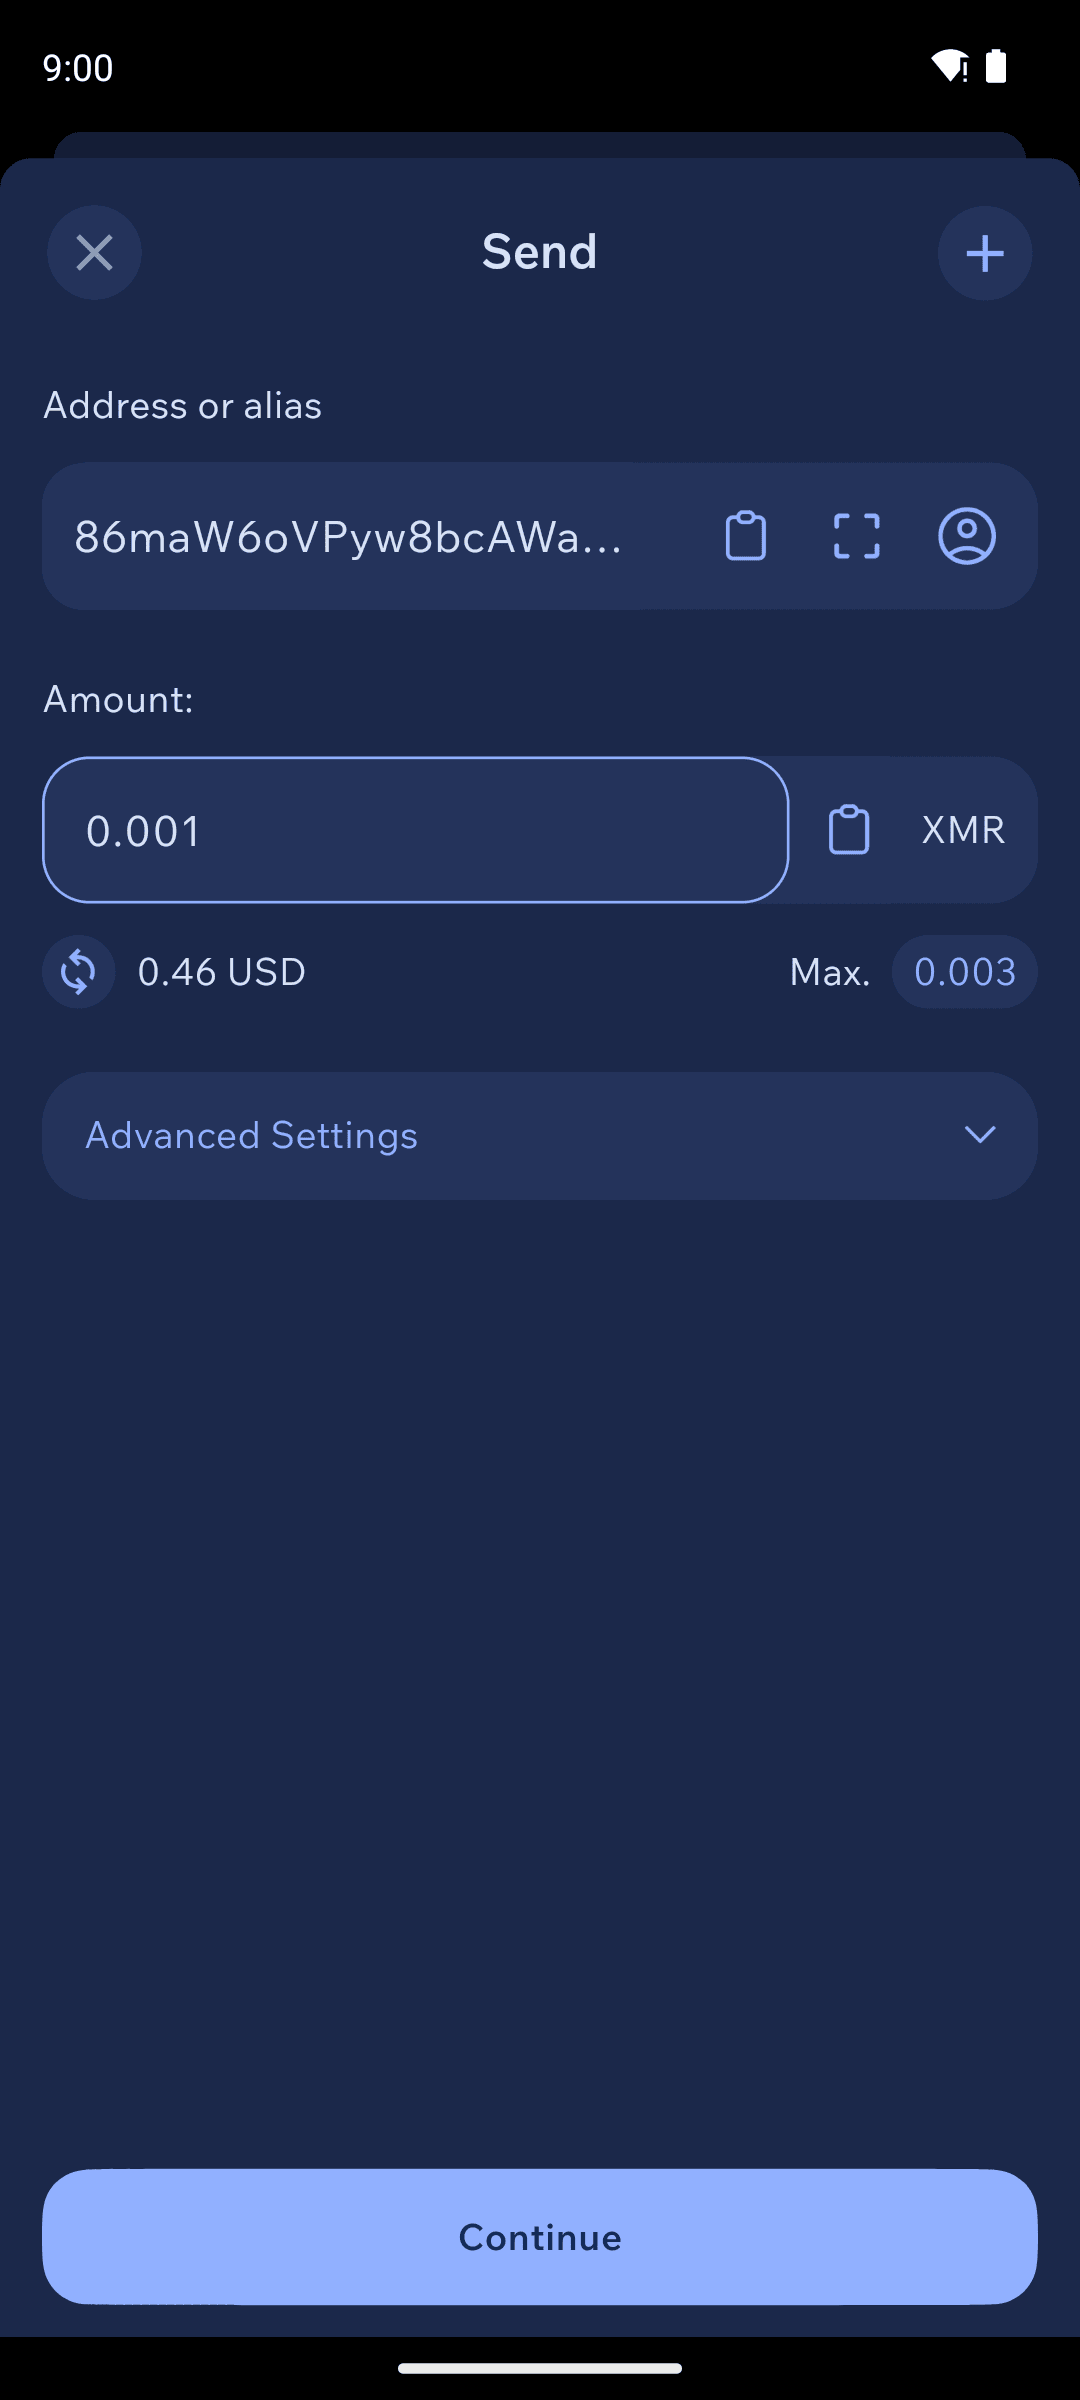 9:00
Send
Address or alias
86maW6oVPyw8bcAWa...
Amount:
0.001
XMR
0.46 USD
Max. 0.003
Advanced Settings
Continue